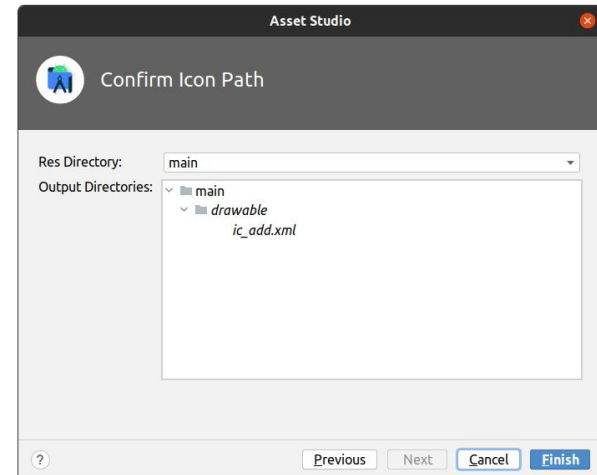 Asset Studio
Confirm Icon Path
Res Directory:
main
Output Directories:
main
drawable
ic_add.xml
?
Previous
Next
Cancel
Finish